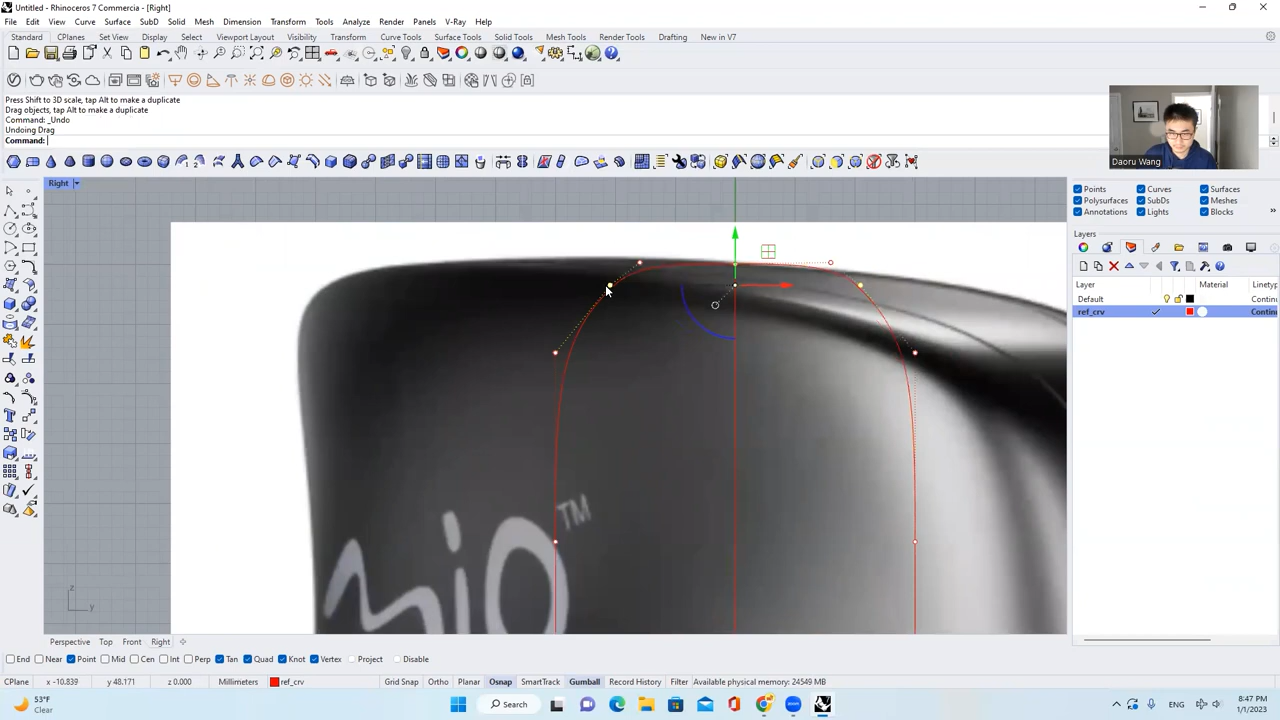 Untitled - Rhinoceros 7 Commercia - [Right]
File Edit View Curve Surface SubD Solid Mesh Dimension Transform Tools Analyze Render Panels V-Ray Help
Standard CPlanes Set View Display Select Viewport Layout Visibility Transform Curve Tools Surface Tools Solid Tools Mesh Tools Render Tools Drafting New in V7
Press Shift to 3D scale, tap Alt to make a duplicate
Drag objects, tap Alt to make a duplicate
Command: _Undo
Undoing Drag
Command:
Daoru Wang
Right
Points Curves Surfaces
Polysurfaces SubDs Meshes
Annotations Lights Blocks
Layers
Layer Material Linetyp
Default Contin
ref_crv Contin
mio™
z
y
Perspective Top Front Right
End Near Point Mid Cen Int Perp Tan Quad Knot Vertex Project Disable
CPlane x -10.839 y 48.171 z 0.000 Millimeters ref_crv Grid Snap Ortho Planar Osnap SmartTrack Gumball Record History Filter Available physical memory: 24549 MB
53°F
Clear
Search
ENG
8:47 PM
1/1/2023